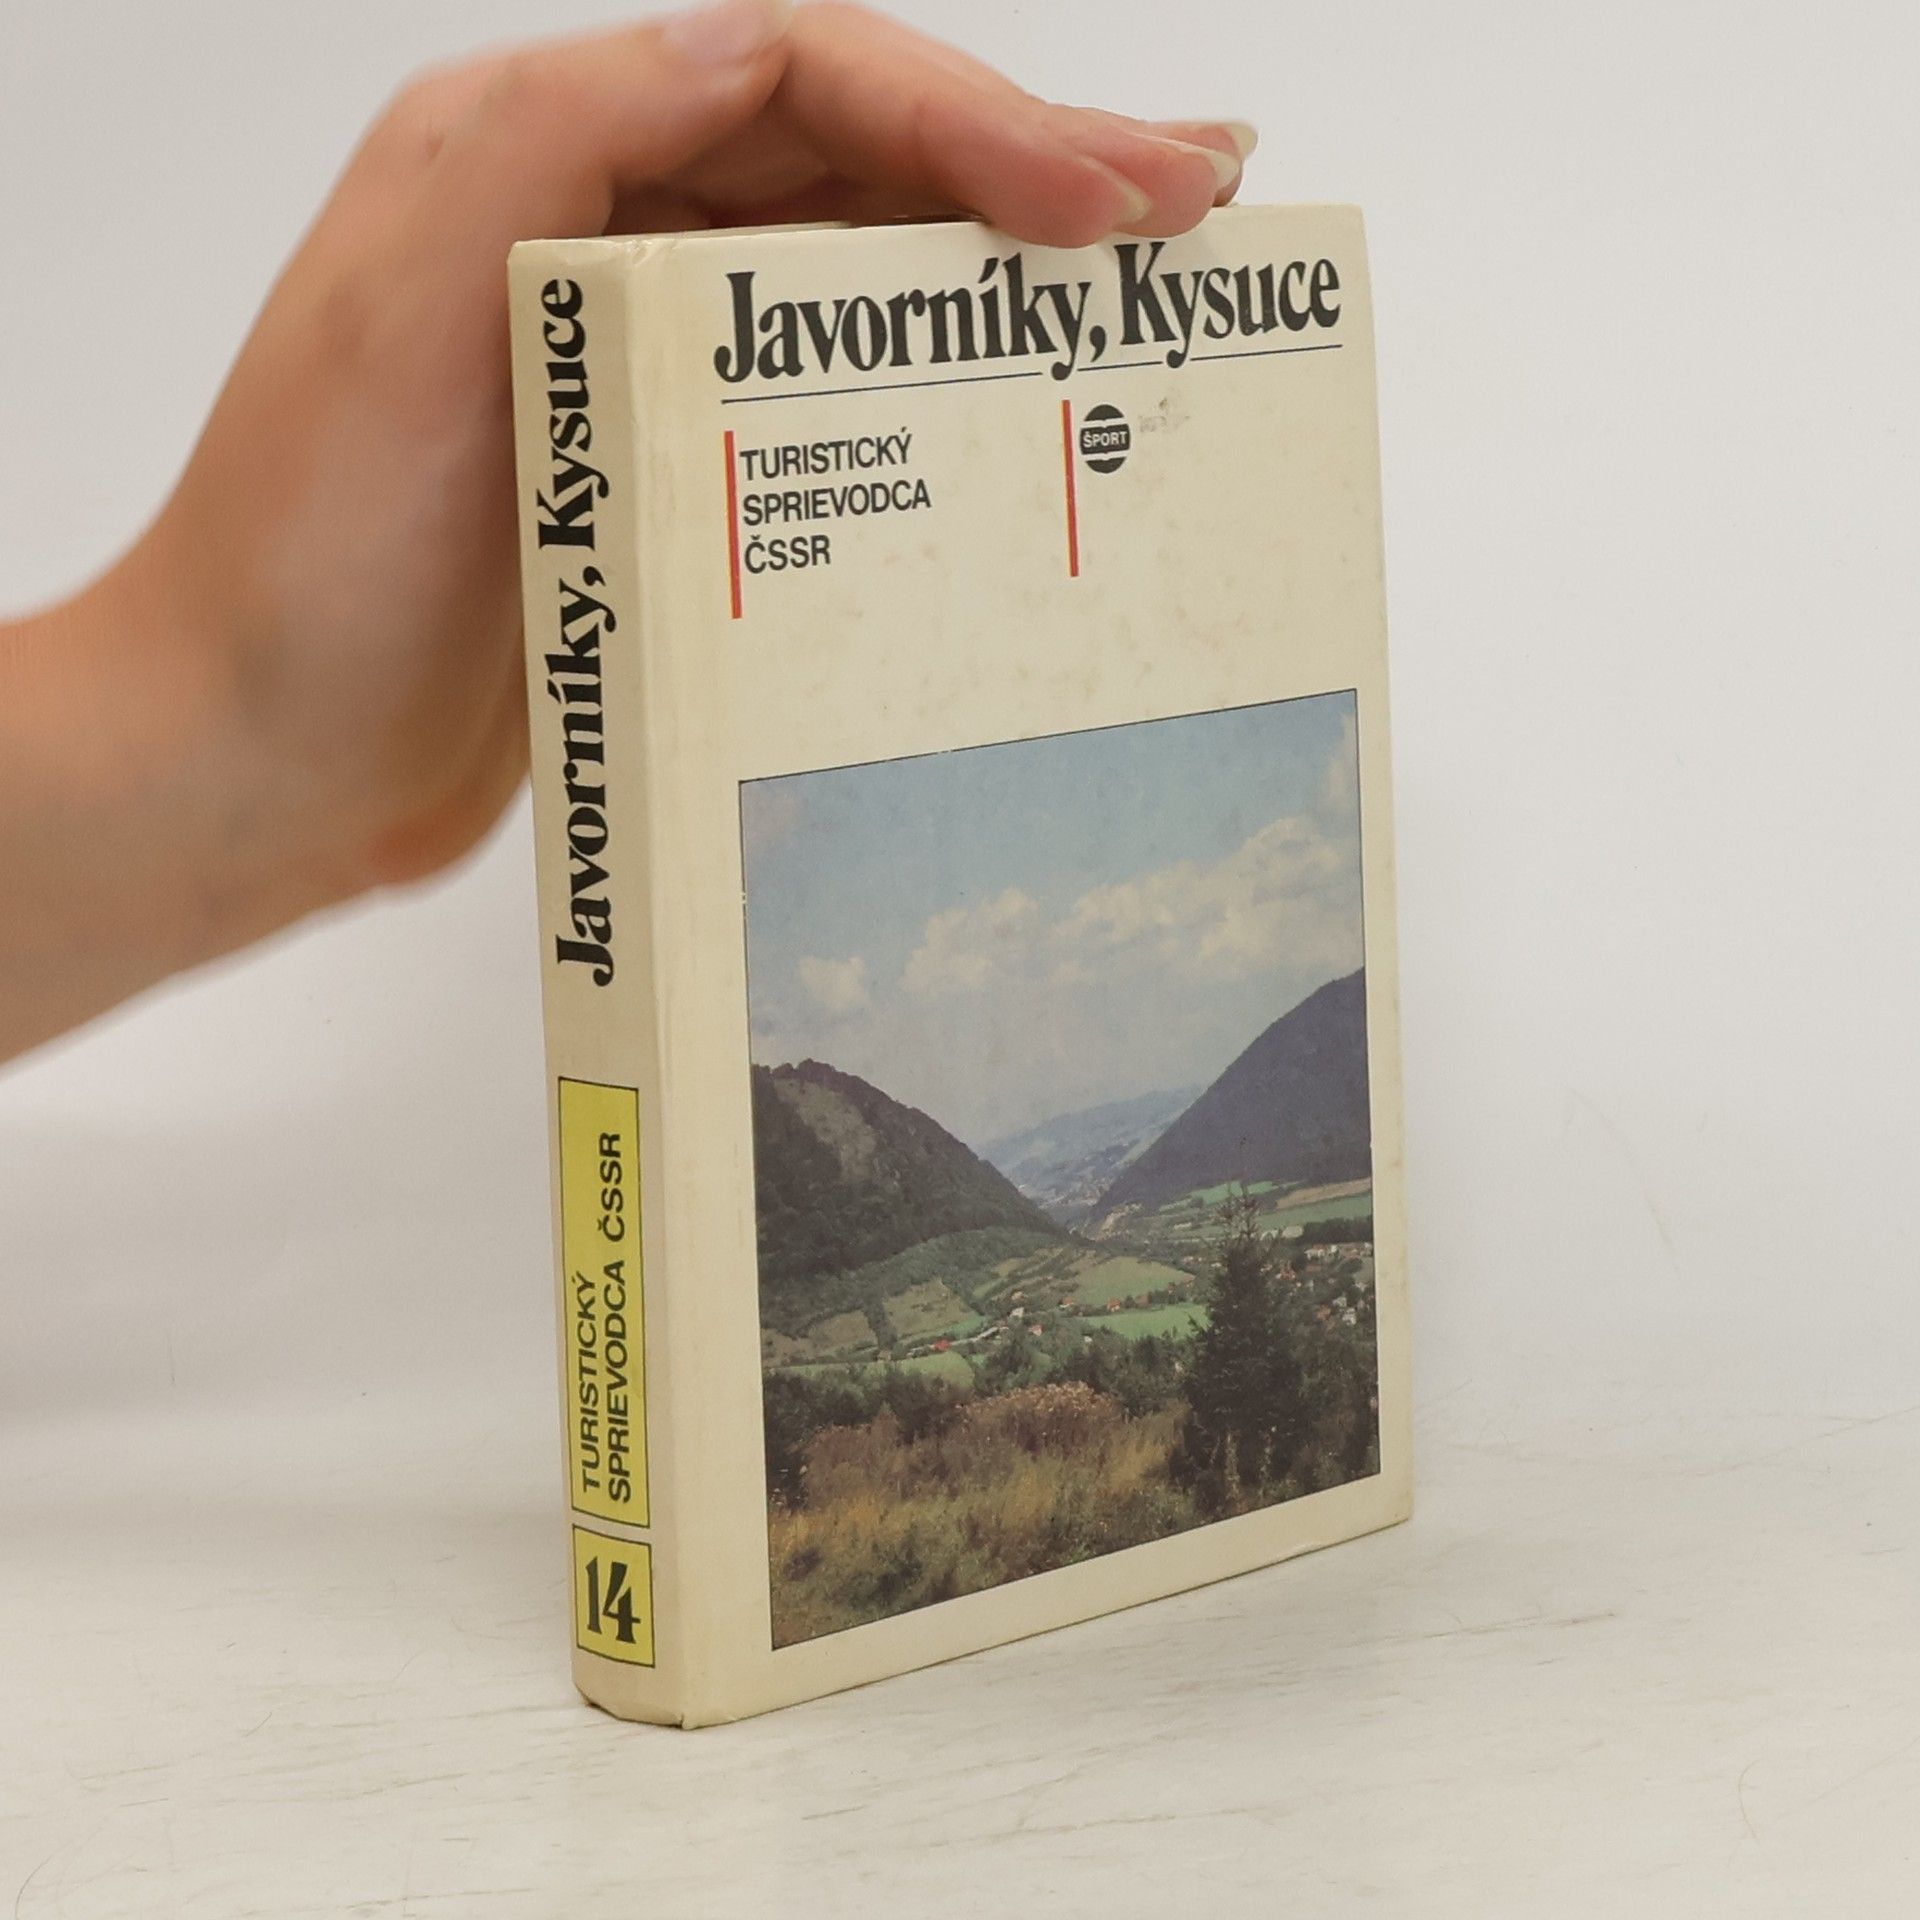 Javorníky, Kysuce
TURISTICKÝ
SPRIEVODCA
ČSSR
ŠPORT
Javorníky, Kysuce
TURISTICKÝ
SPRIEVODCA ČSSR
14